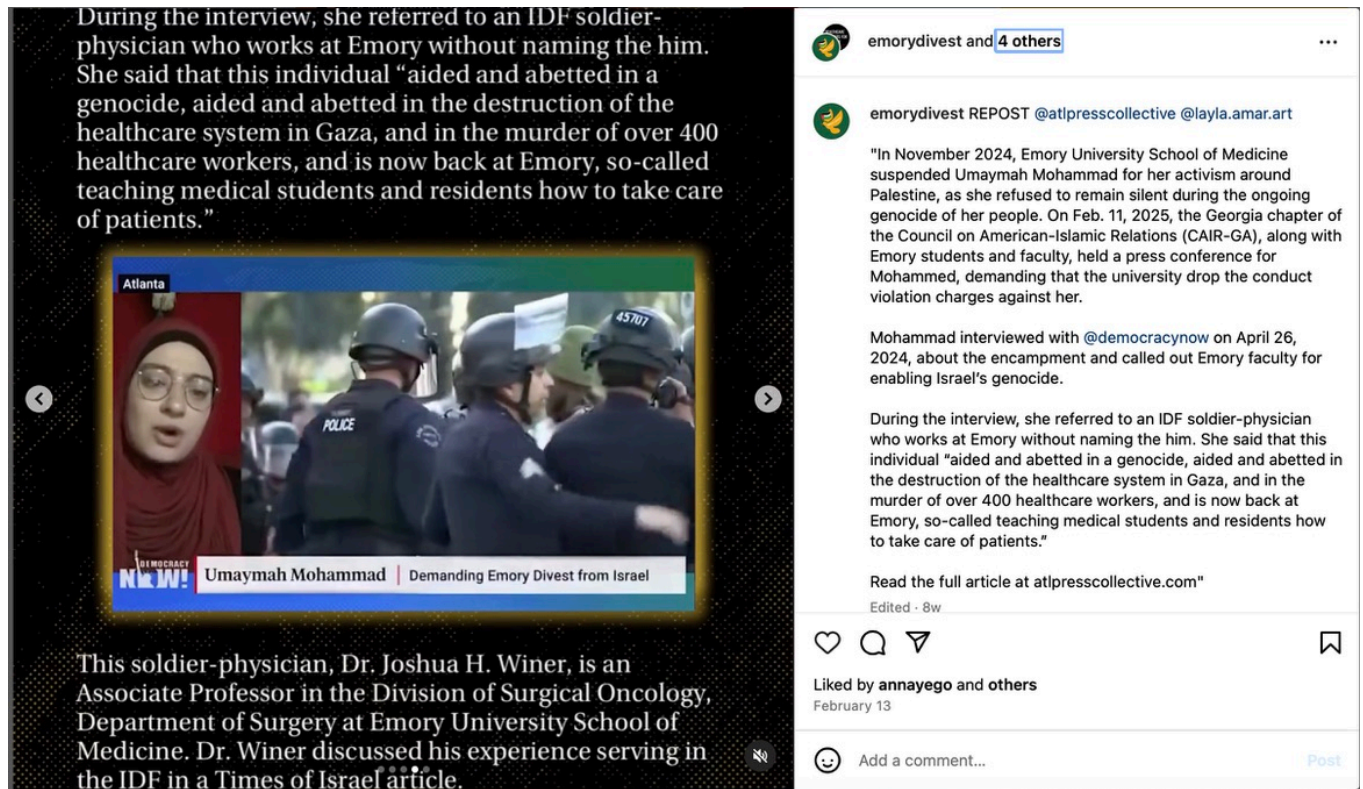 During the interview, she referred to an IDF soldier-
physician who works at Emory without naming the him.
She said that this individual “aided and abetted in a
genocide, aided and abetted in the destruction of the
healthcare system in Gaza, and in the murder of over 400
healthcare workers, and is now back at Emory, so-called
teaching medical students and residents how to take care
of patients.”
Atlanta
45707
POLICE
DEMOCRACY
NOW!
Umaymah Mohammad | Demanding Emory Divest from Israel
This soldier-physician, Dr. Joshua H. Winer, is an
Associate Professor in the Division of Surgical Oncology,
Department of Surgery at Emory University School of
Medicine. Dr. Winer discussed his experience serving in
the IDF in a Times of Israel article.
emorydivest and 4 others
emorydivest REPOST @atlpresscollective @layla.amar.art
"In November 2024, Emory University School of Medicine
suspended Umaymah Mohammad for her activism around
Palestine, as she refused to remain silent during the ongoing
genocide of her people. On Feb. 11, 2025, the Georgia chapter of
the Council on American-Islamic Relations (CAIR-GA), along with
Emory students and faculty, held a press conference for
Mohammed, demanding that the university drop the conduct
violation charges against her.
Mohammad interviewed with @democracynow on April 26,
2024, about the encampment and called out Emory faculty for
enabling Israel’s genocide.
During the interview, she referred to an IDF soldier-physician
who works at Emory without naming the him. She said that this
individual “aided and abetted in a genocide, aided and abetted in
the destruction of the healthcare system in Gaza, and in the
murder of over 400 healthcare workers, and is now back at
Emory, so-called teaching medical students and residents how
to take care of patients.”
Read the full article at atlpresscollective.com"
Edited · 8w
Liked by annayego and others
February 13
Add a comment...
Post